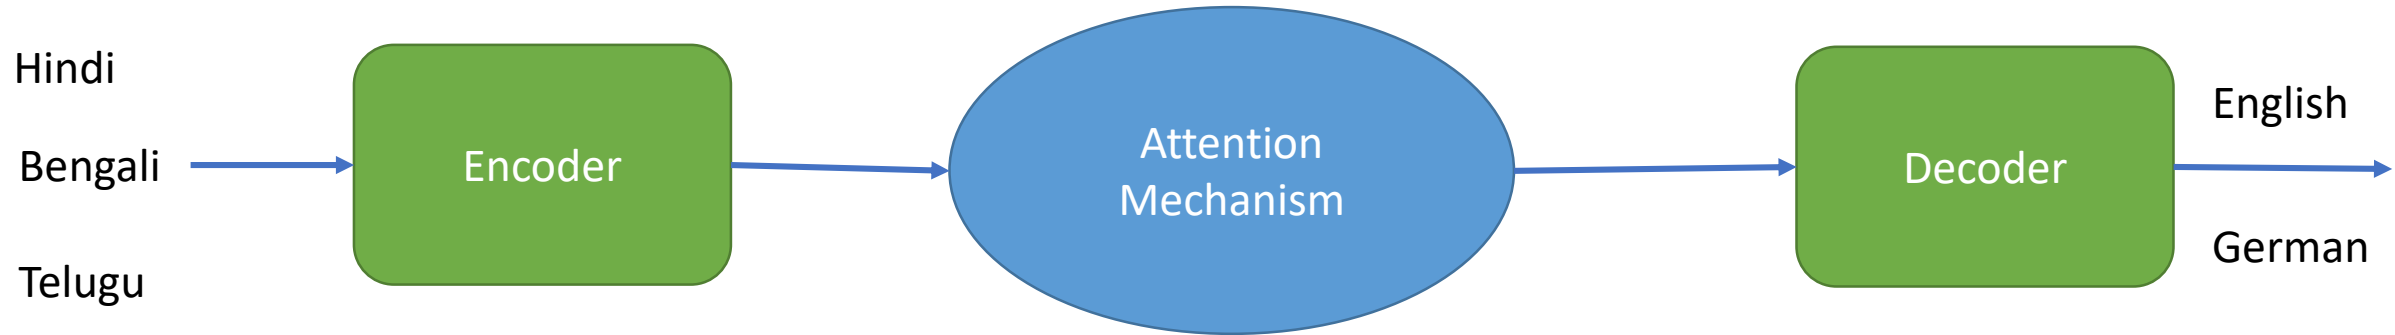 Hindi
Bengali
Telugu
Encoder
Attention
Mechanism
Decoder
English
German